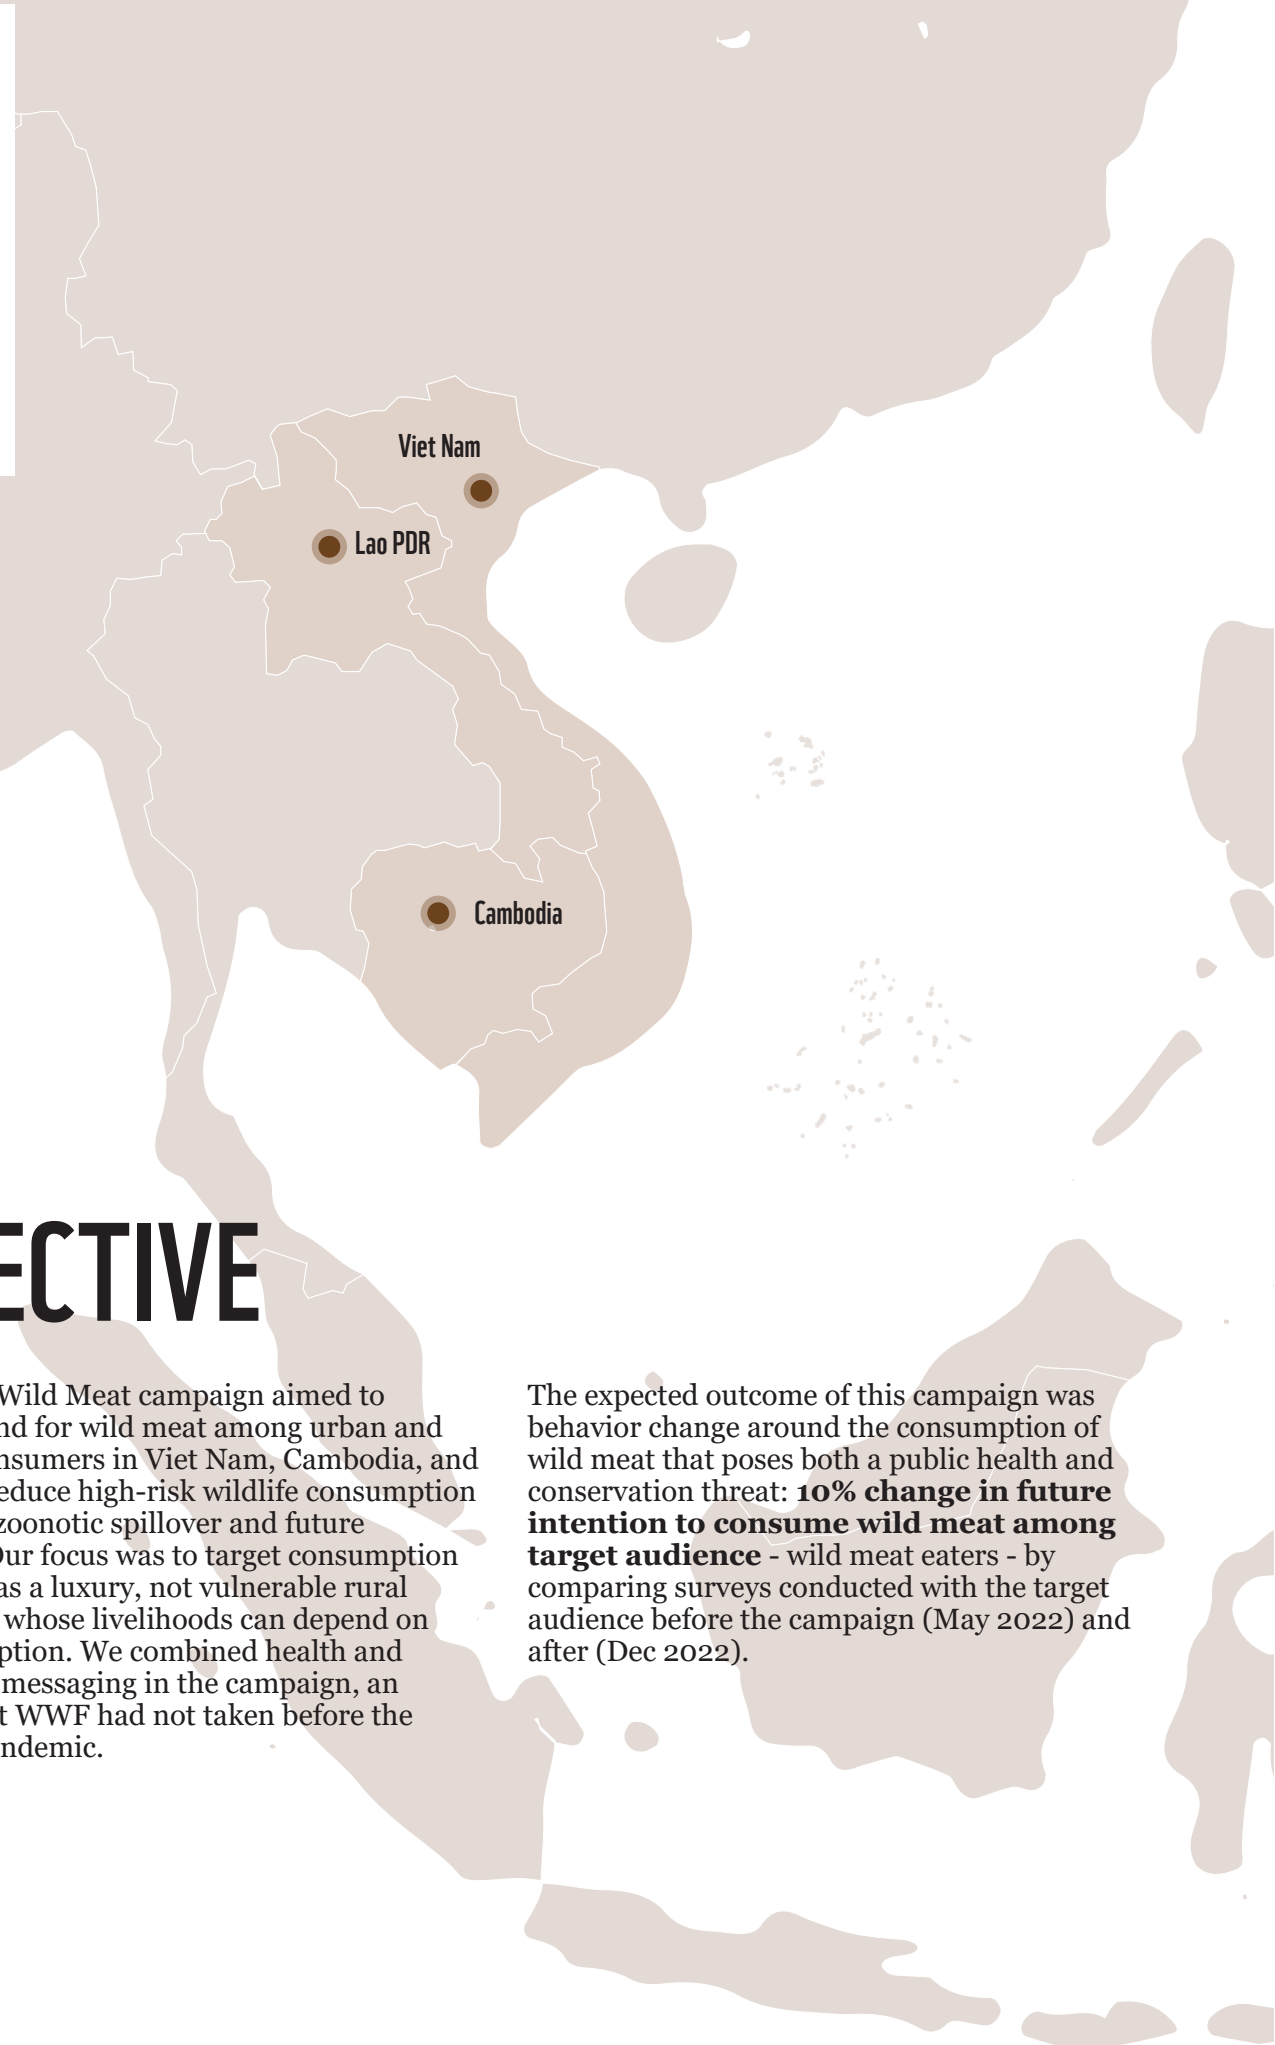 Viet Nam
Lao PDR
Cambodia
ECTIVE
Wild Meat campaign aimed to
nd for wild meat among urban and
nsumers in Viet Nam, Cambodia, and
educe high-risk wildlife consumption
zoonotic spillover and future
Our focus was to target consumption
as a luxury, not vulnerable rural
whose livelihoods can depend on
ption. We combined health and
messaging in the campaign, an
t WWF had not taken before the
ndemic.
The expected outcome of this campaign was
behavior change around the consumption of
wild meat that poses both a public health and
conservation threat: 10% change in future
intention to consume wild meat among
target audience - wild meat eaters - by
comparing surveys conducted with the target
audience before the campaign (May 2022) and
after (Dec 2022).